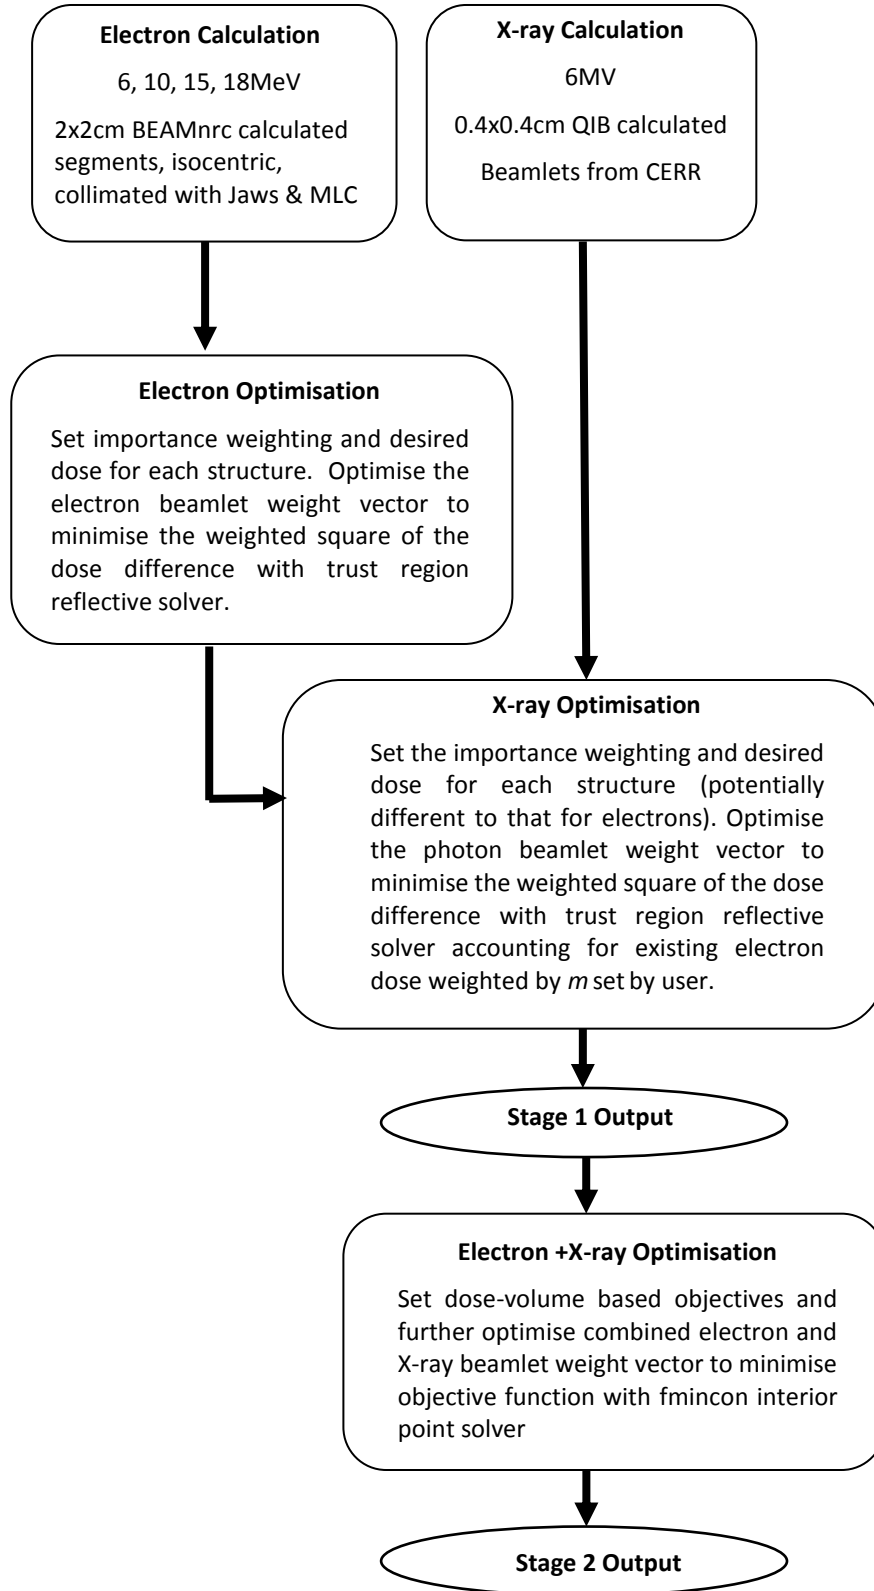 Electron Calculation
6, 10, 15, 18MeV
2x2cm BEAMnrc calculated
segments, isocentric,
collimated with Jaws & MLC
X-ray Calculation
6MV
0.4x0.4cm QIB calculated
Beamlets from CERR
Electron Optimisation
Set importance weighting and desired
dose for each structure. Optimise the
electron beamlet weight vector to
minimise the weighted square of the
dose difference with trust region
reflective solver.
X-ray Optimisation
Set the importance weighting and desired
dose for each structure (potentially
different to that for electrons). Optimise
the photon beamlet weight vector to
minimise the weighted square of the dose
difference with trust region reflective
solver accounting for existing electron
dose weighted by m set by user.
Stage 1 Output
Electron +X-ray Optimisation
Set dose-volume based objectives and
further optimise combined electron and
X-ray beamlet weight vector to minimise
objective function with fmincon interior
point solver
Stage 2 Output